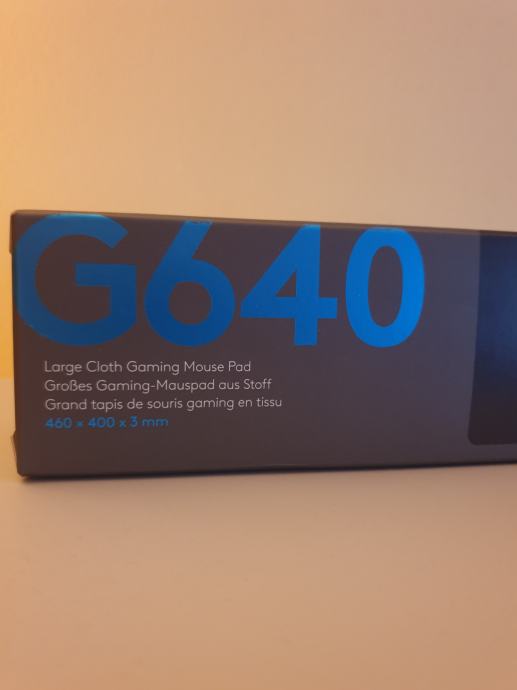 G640
Large Cloth Gaming Mouse Pad
Großes Gaming-Mauspad aus Stoff
Grand tapis de souris gaming en tissu
460 × 400 x 3 mm